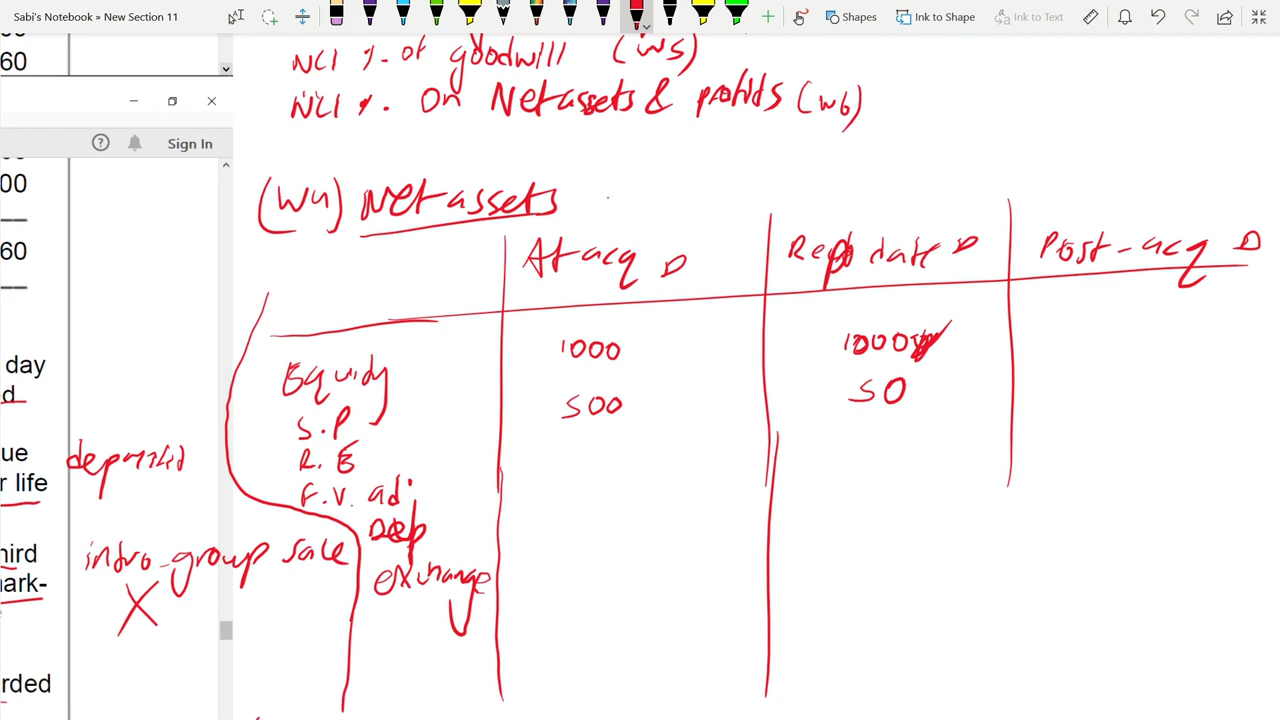 Sabi's Notebook » New Section 11
Shapes
Ink to Shape
Ink to Text
60
NCI %. of goodwill (W5)
NCI %. On Net assets & profits (W6)
Sign In
00
60
(W4) Net assets
At acq D
Rep date D
Post-acq D
Equity 1000 1000
S.P 500 50
R.E
F.V. adj
Dep
exchange
day
d
ue
r life
hird
nark-
rded
intra-group sale
X